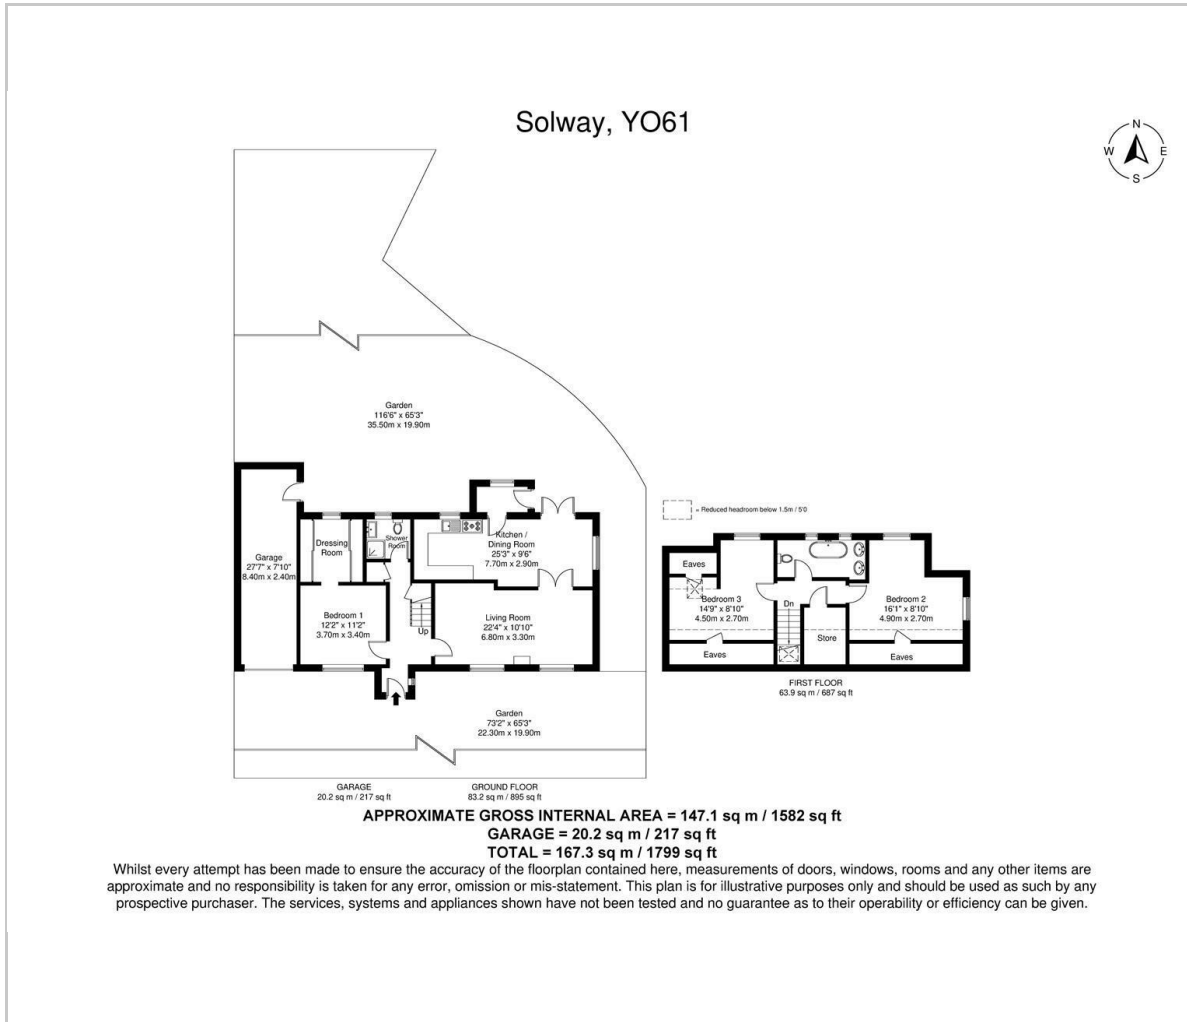 Solway, YO61
N
W E
S
Garden
116'6" x 65'3"
35.50m x 19.90m
= Reduced headroom below 1.5m / 5'0
Garage
27'7" x 7'10"
8.40m x 2.40m
Dressing
Room
Shower
Room
Kitchen /
Dining Room
25'3" x 9'6"
7.70m x 2.90m
Bedroom 1
12'2" x 11'2"
3.70m x 3.40m
Up
Living Room
22'4" x 10'10"
6.80m x 3.30m
Eaves
Bedroom 3
14'9" x 8'10"
4.50m x 2.70m
Dn
Bedroom 2
16'1" x 8'10"
4.90m x 2.70m
Store
Eaves
Eaves
FIRST FLOOR
63.9 sq m / 687 sq ft
Garden
73'2" x 65'3"
22.30m x 19.90m
GARAGE
20.2 sq m / 217 sq ft
GROUND FLOOR
83.2 sq m / 895 sq ft
APPROXIMATE GROSS INTERNAL AREA = 147.1 sq m / 1582 sq ft
GARAGE = 20.2 sq m / 217 sq ft
TOTAL = 167.3 sq m / 1799 sq ft
Whilst every attempt has been made to ensure the accuracy of the floorplan contained here, measurements of doors, windows, rooms and any other items are
approximate and no responsibility is taken for any error, omission or mis-statement. This plan is for illustrative purposes only and should be used as such by any
prospective purchaser. The services, systems and appliances shown have not been tested and no guarantee as to their operability or efficiency can be given.